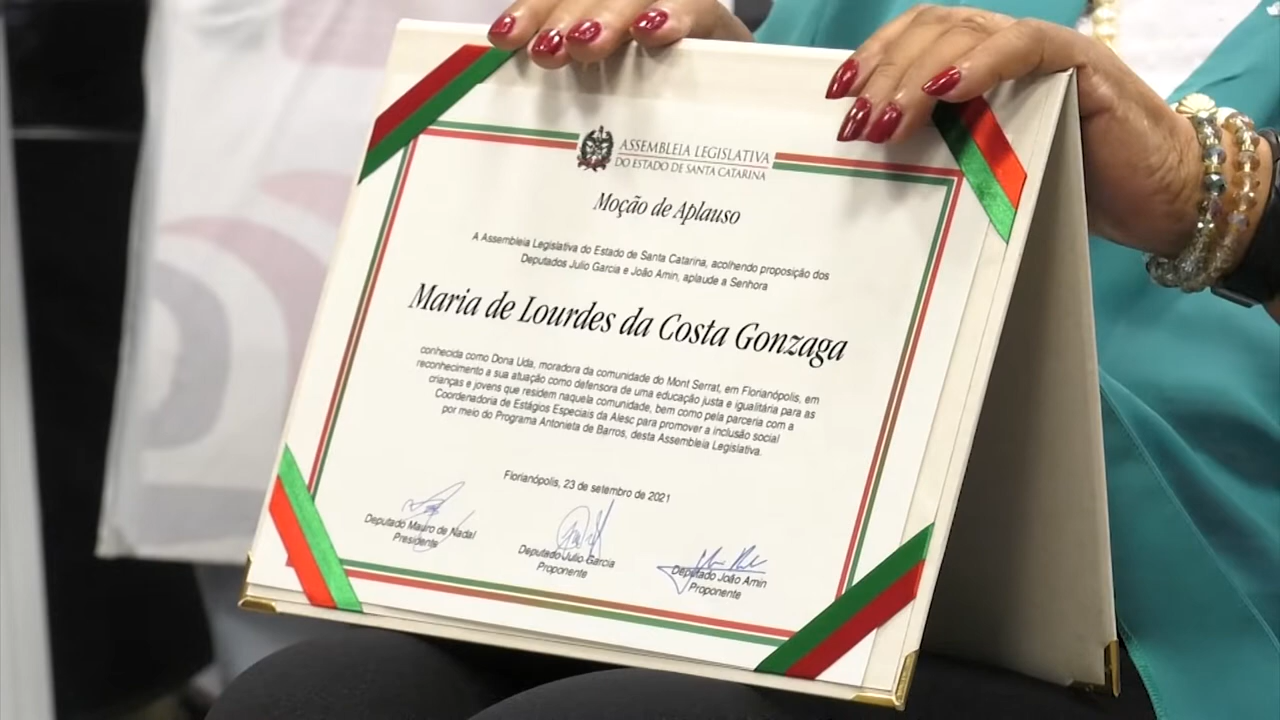 ASSEMBLEIA LEGISLATIVA
DO ESTADO DE SANTA CATARINA
Moção de Aplauso
A Assembleia Legislativa do Estado de Santa Catarina, acolhendo proposição dos
Deputados Julio Garcia e João Amin, aplaude a Senhora
Maria de Lourdes da Costa Gonzaga
conhecida como Dona Uda, moradora da comunidade do Mont Serrat, em Florianópolis, em
reconhecimento a sua atuação como defensora de uma educação justa e igualitária para as
crianças e jovens que residem naquela comunidade, bem como pela parceria com a
Coordenadoria de Estágios Especiais da Alesc para promover a inclusão social
por meio do Programa Antonieta de Barros, desta Assembleia Legislativa.
Florianópolis, 23 de setembro de 2021
Deputado Mauro de Nadal
Presidente
Deputado Julio Garcia
Proponente
Deputado João Amin
Proponente